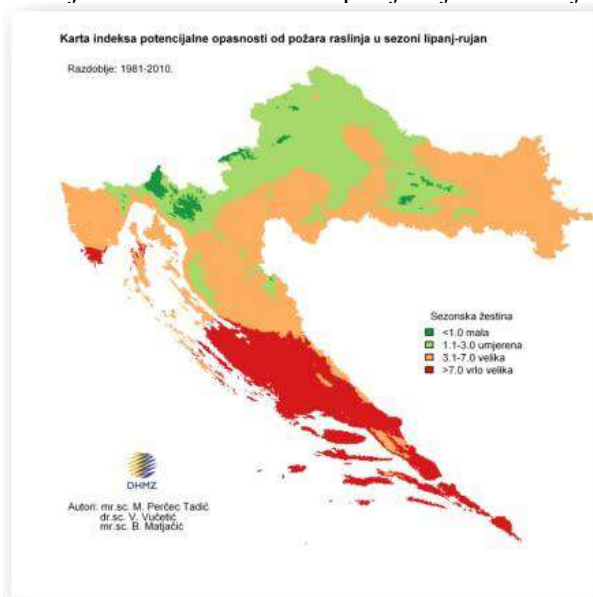 Karta indeksa potencijalne opasnosti od požara raslinja u sezoni lipanj-rujan
Razdoblje: 1981-2010.
Sezonska žestina
<1.0 mala
1.1-3.0 umjerena
3.1-7.0 velika
>7.0 vrlo velika
DHMZ
Autori: mr.sc. M. Perčec Tadić
dr.sc. V. Vučetić
mr.sc. B. Matjačić